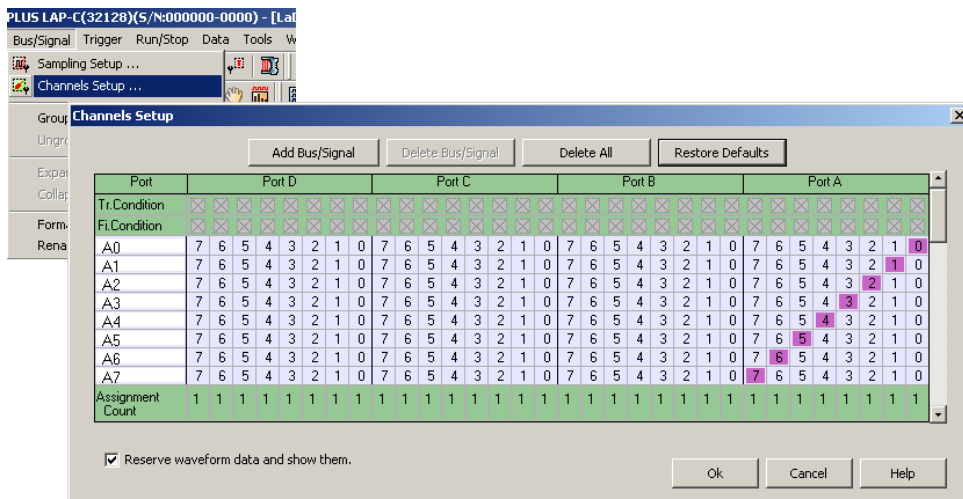 PLUS LAP-C(32128)(S/N:000000-0000) - [La
Bus/Signal Trigger Run/Stop Data Tools
Sampling Setup ...
Channels Setup ...
Channels Setup
Add Bus/Signal Delete Bus/Signal Delete All Restore Defaults
Port Port D Port C Port B Port A
Tr.Condition
Fi.Condition
A0 7 6 5 4 3 2 1 0 7 6 5 4 3 2 1 0 7 6 5 4 3 2 1 0 7 6 5 4 3 2 1 0
A1 7 6 5 4 3 2 1 0 7 6 5 4 3 2 1 0 7 6 5 4 3 2 1 0 7 6 5 4 3 2 1 0
A2 7 6 5 4 3 2 1 0 7 6 5 4 3 2 1 0 7 6 5 4 3 2 1 0 7 6 5 4 3 2 1 0
A3 7 6 5 4 3 2 1 0 7 6 5 4 3 2 1 0 7 6 5 4 3 2 1 0 7 6 5 4 3 2 1 0
A4 7 6 5 4 3 2 1 0 7 6 5 4 3 2 1 0 7 6 5 4 3 2 1 0 7 6 5 4 3 2 1 0
A5 7 6 5 4 3 2 1 0 7 6 5 4 3 2 1 0 7 6 5 4 3 2 1 0 7 6 5 4 3 2 1 0
A6 7 6 5 4 3 2 1 0 7 6 5 4 3 2 1 0 7 6 5 4 3 2 1 0 7 6 5 4 3 2 1 0
A7 7 6 5 4 3 2 1 0 7 6 5 4 3 2 1 0 7 6 5 4 3 2 1 0 7 6 5 4 3 2 1 0
Assignment
Count 1 1 1 1 1 1 1 1 1 1 1 1 1 1 1 1 1 1 1 1 1 1 1 1 1 1 1 1 1 1 1 1
Reserve waveform data and show them.
Ok Cancel Help